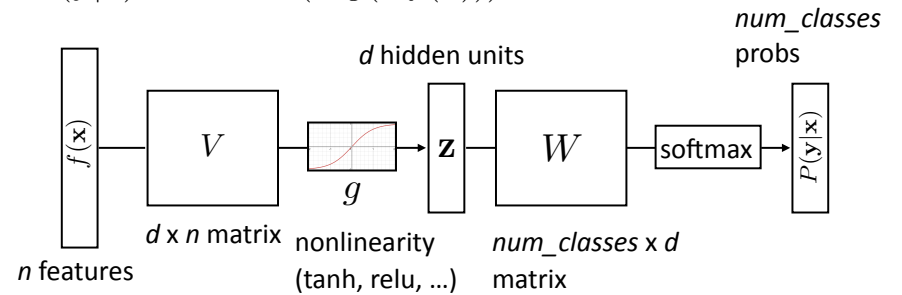 num_classes
probs
d hidden units
f(x)
V
g
z
W
softmax
P(y|x)
d x n matrix
nonlinearity
(tanh, relu, ...)
num_classes x d
matrix
n features